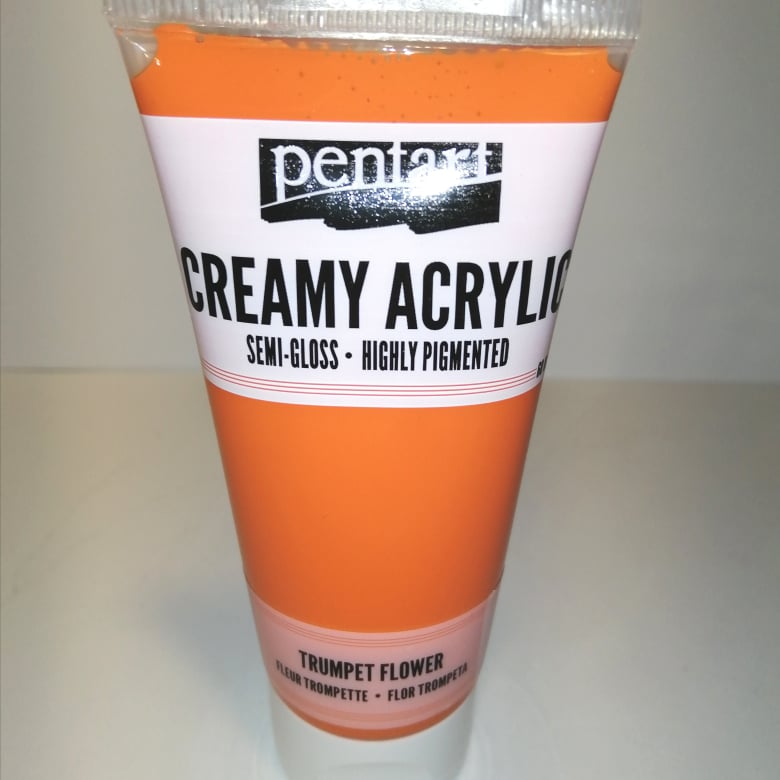 pentart
CREAMY ACRYLIC
SEMI-GLOSS • HIGHLY PIGMENTED
TRUMPET FLOWER
FLEUR TROMPETTE • FLOR TROMPETA